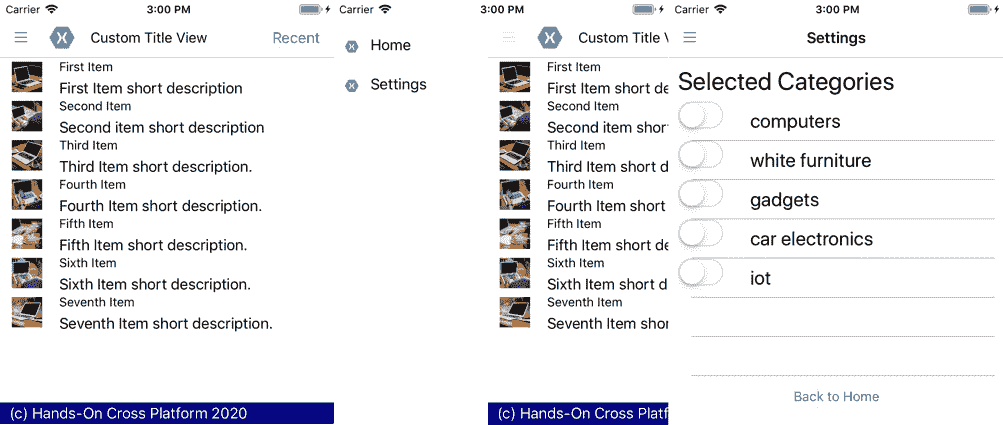 Carrier 3:00 PM
Custom Title View Recent
First Item
First Item short description
Second Item
Second item short description
Third Item
Third Item short description.
Fourth Item
Fourth Item short description.
Fifth Item
Fifth Item short description.
Sixth Item
Sixth Item short description.
Seventh Item
Seventh Item short description.
(c) Hands-On Cross Platform 2020
Carrier 3:00 PM
Home
Settings
Custom Title V
First Item
First Item short de
Second Item
Second item shor
Third Item
Third Item short d
Fourth Item
Fourth Item short
Fifth Item
Fifth Item short de
Sixth Item
Sixth Item short d
Seventh Item
Seventh Item shor
(c) Hands-On Cross Platf
Carrier 3:00 PM
Settings
Selected Categories
computers
white furniture
gadgets
car electronics
iot
Back to Home